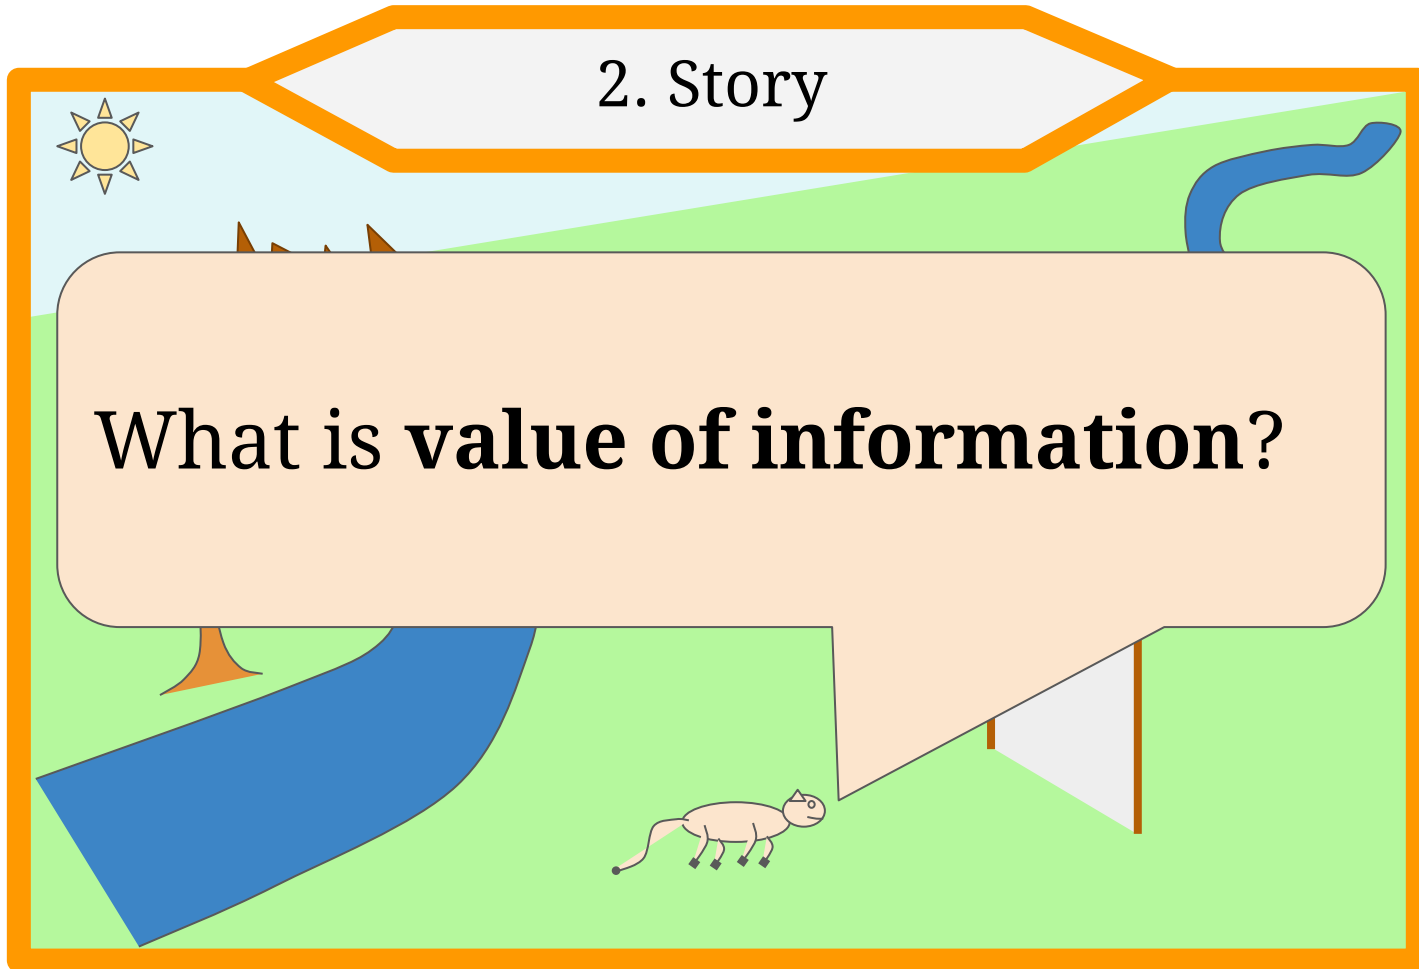 2. Story
What is value of information?